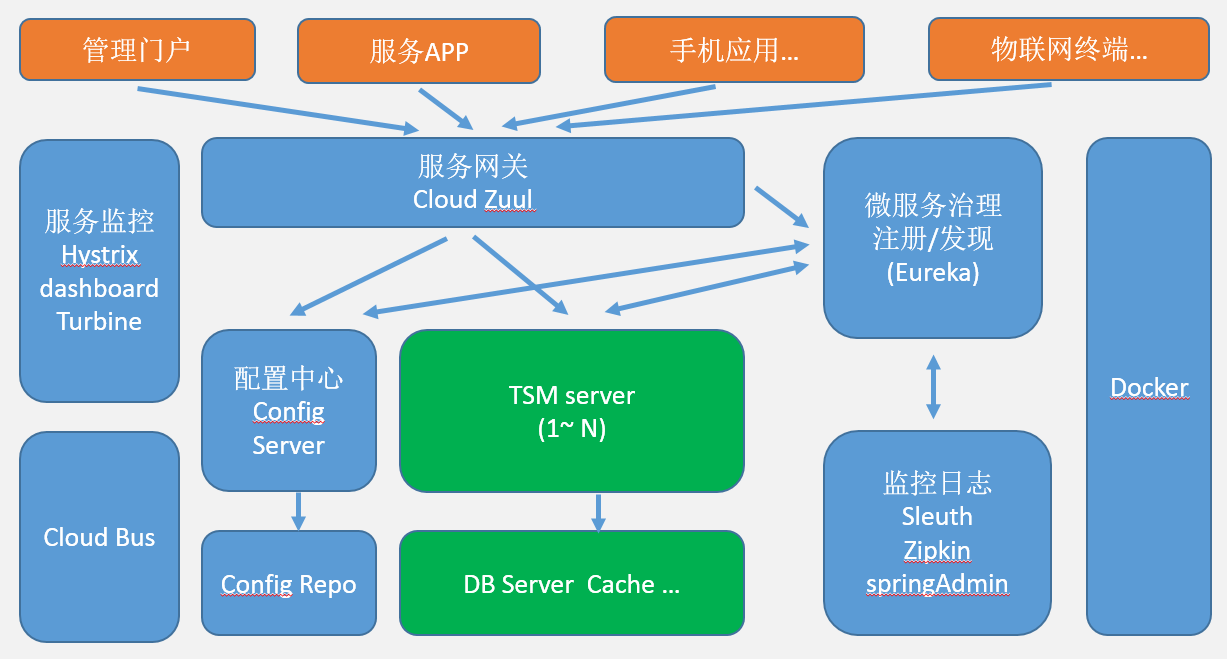 管理门户
服务APP
手机应用...
物联网终端...
服务网关
Cloud Zuul
服务监控
Hystrix
dashboard
Turbine
微服务治理
注册/发现
(Eureka)
Docker
配置中心
Config
Server
TSM server
(1~ N)
监控日志
Sleuth
Zipkin
springAdmin
Cloud Bus
Config Repo
DB Server  Cache ...